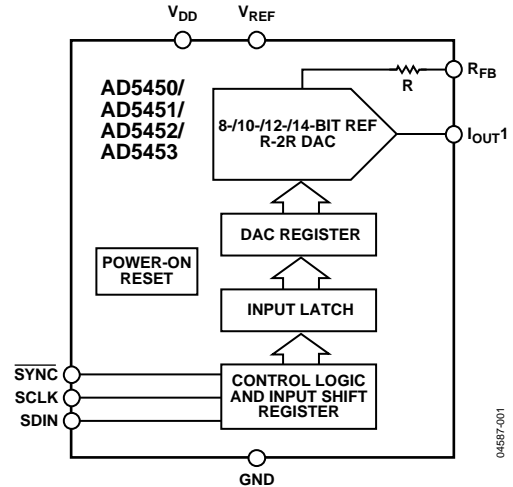 VDD VREF
RFB
R
AD5450/
AD5451/
AD5452/
AD5453
8-/10-/12-/14-BIT REF
R-2R DAC
IOUT1
DAC REGISTER
POWER-ON
RESET
INPUT LATCH
SYNC
SCLK
SDIN
CONTROL LOGIC
AND INPUT SHIFT
REGISTER
GND
04587-001